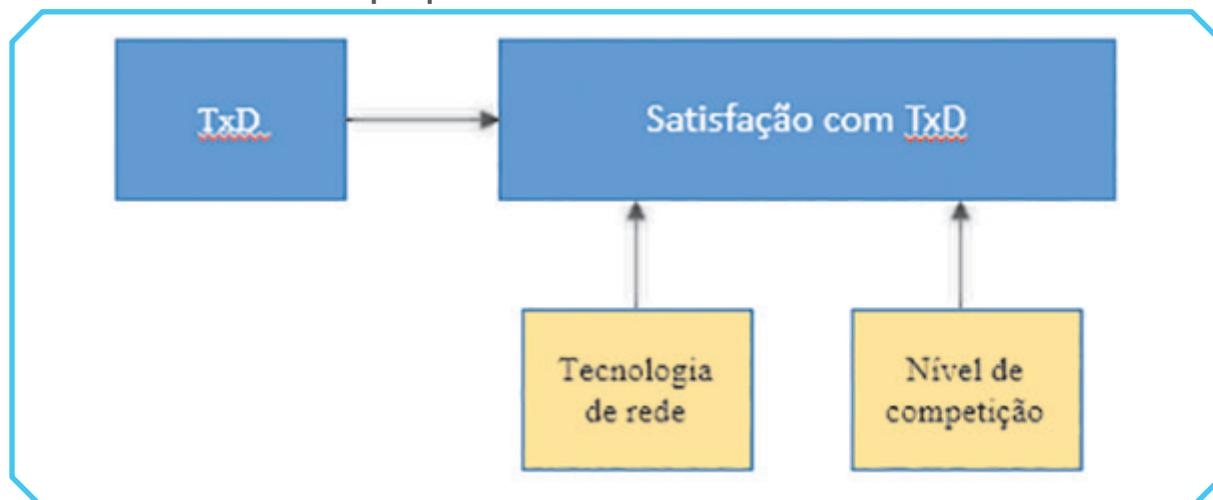 TxD
Satisfação com TxD
Tecnologia
de rede
Nível de
competição